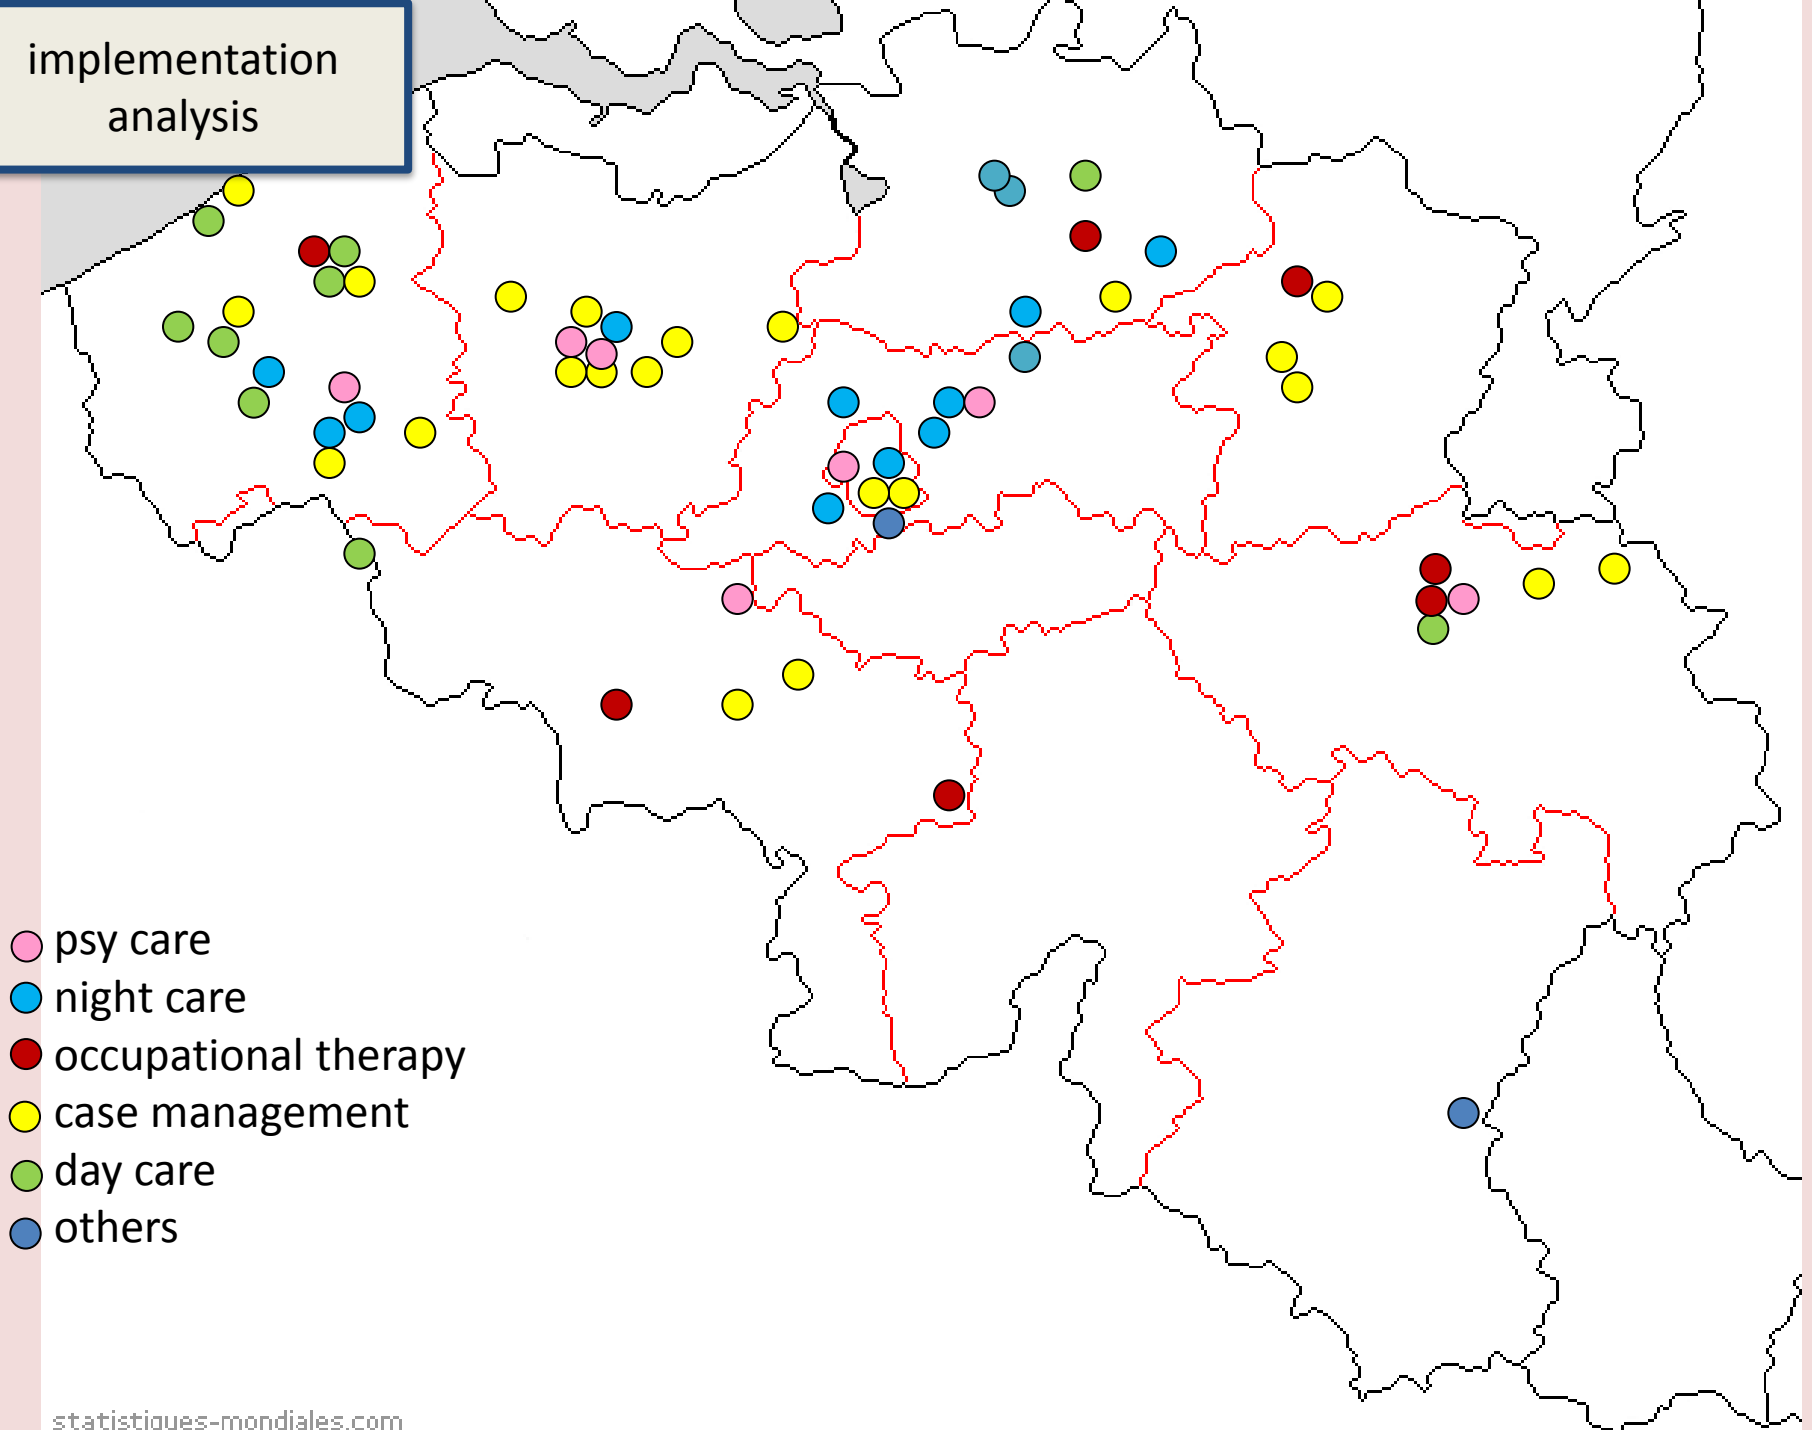 implementation
analysis
psy care
night care
occupational therapy
case management
day care
others
statistiques-mondiales.com